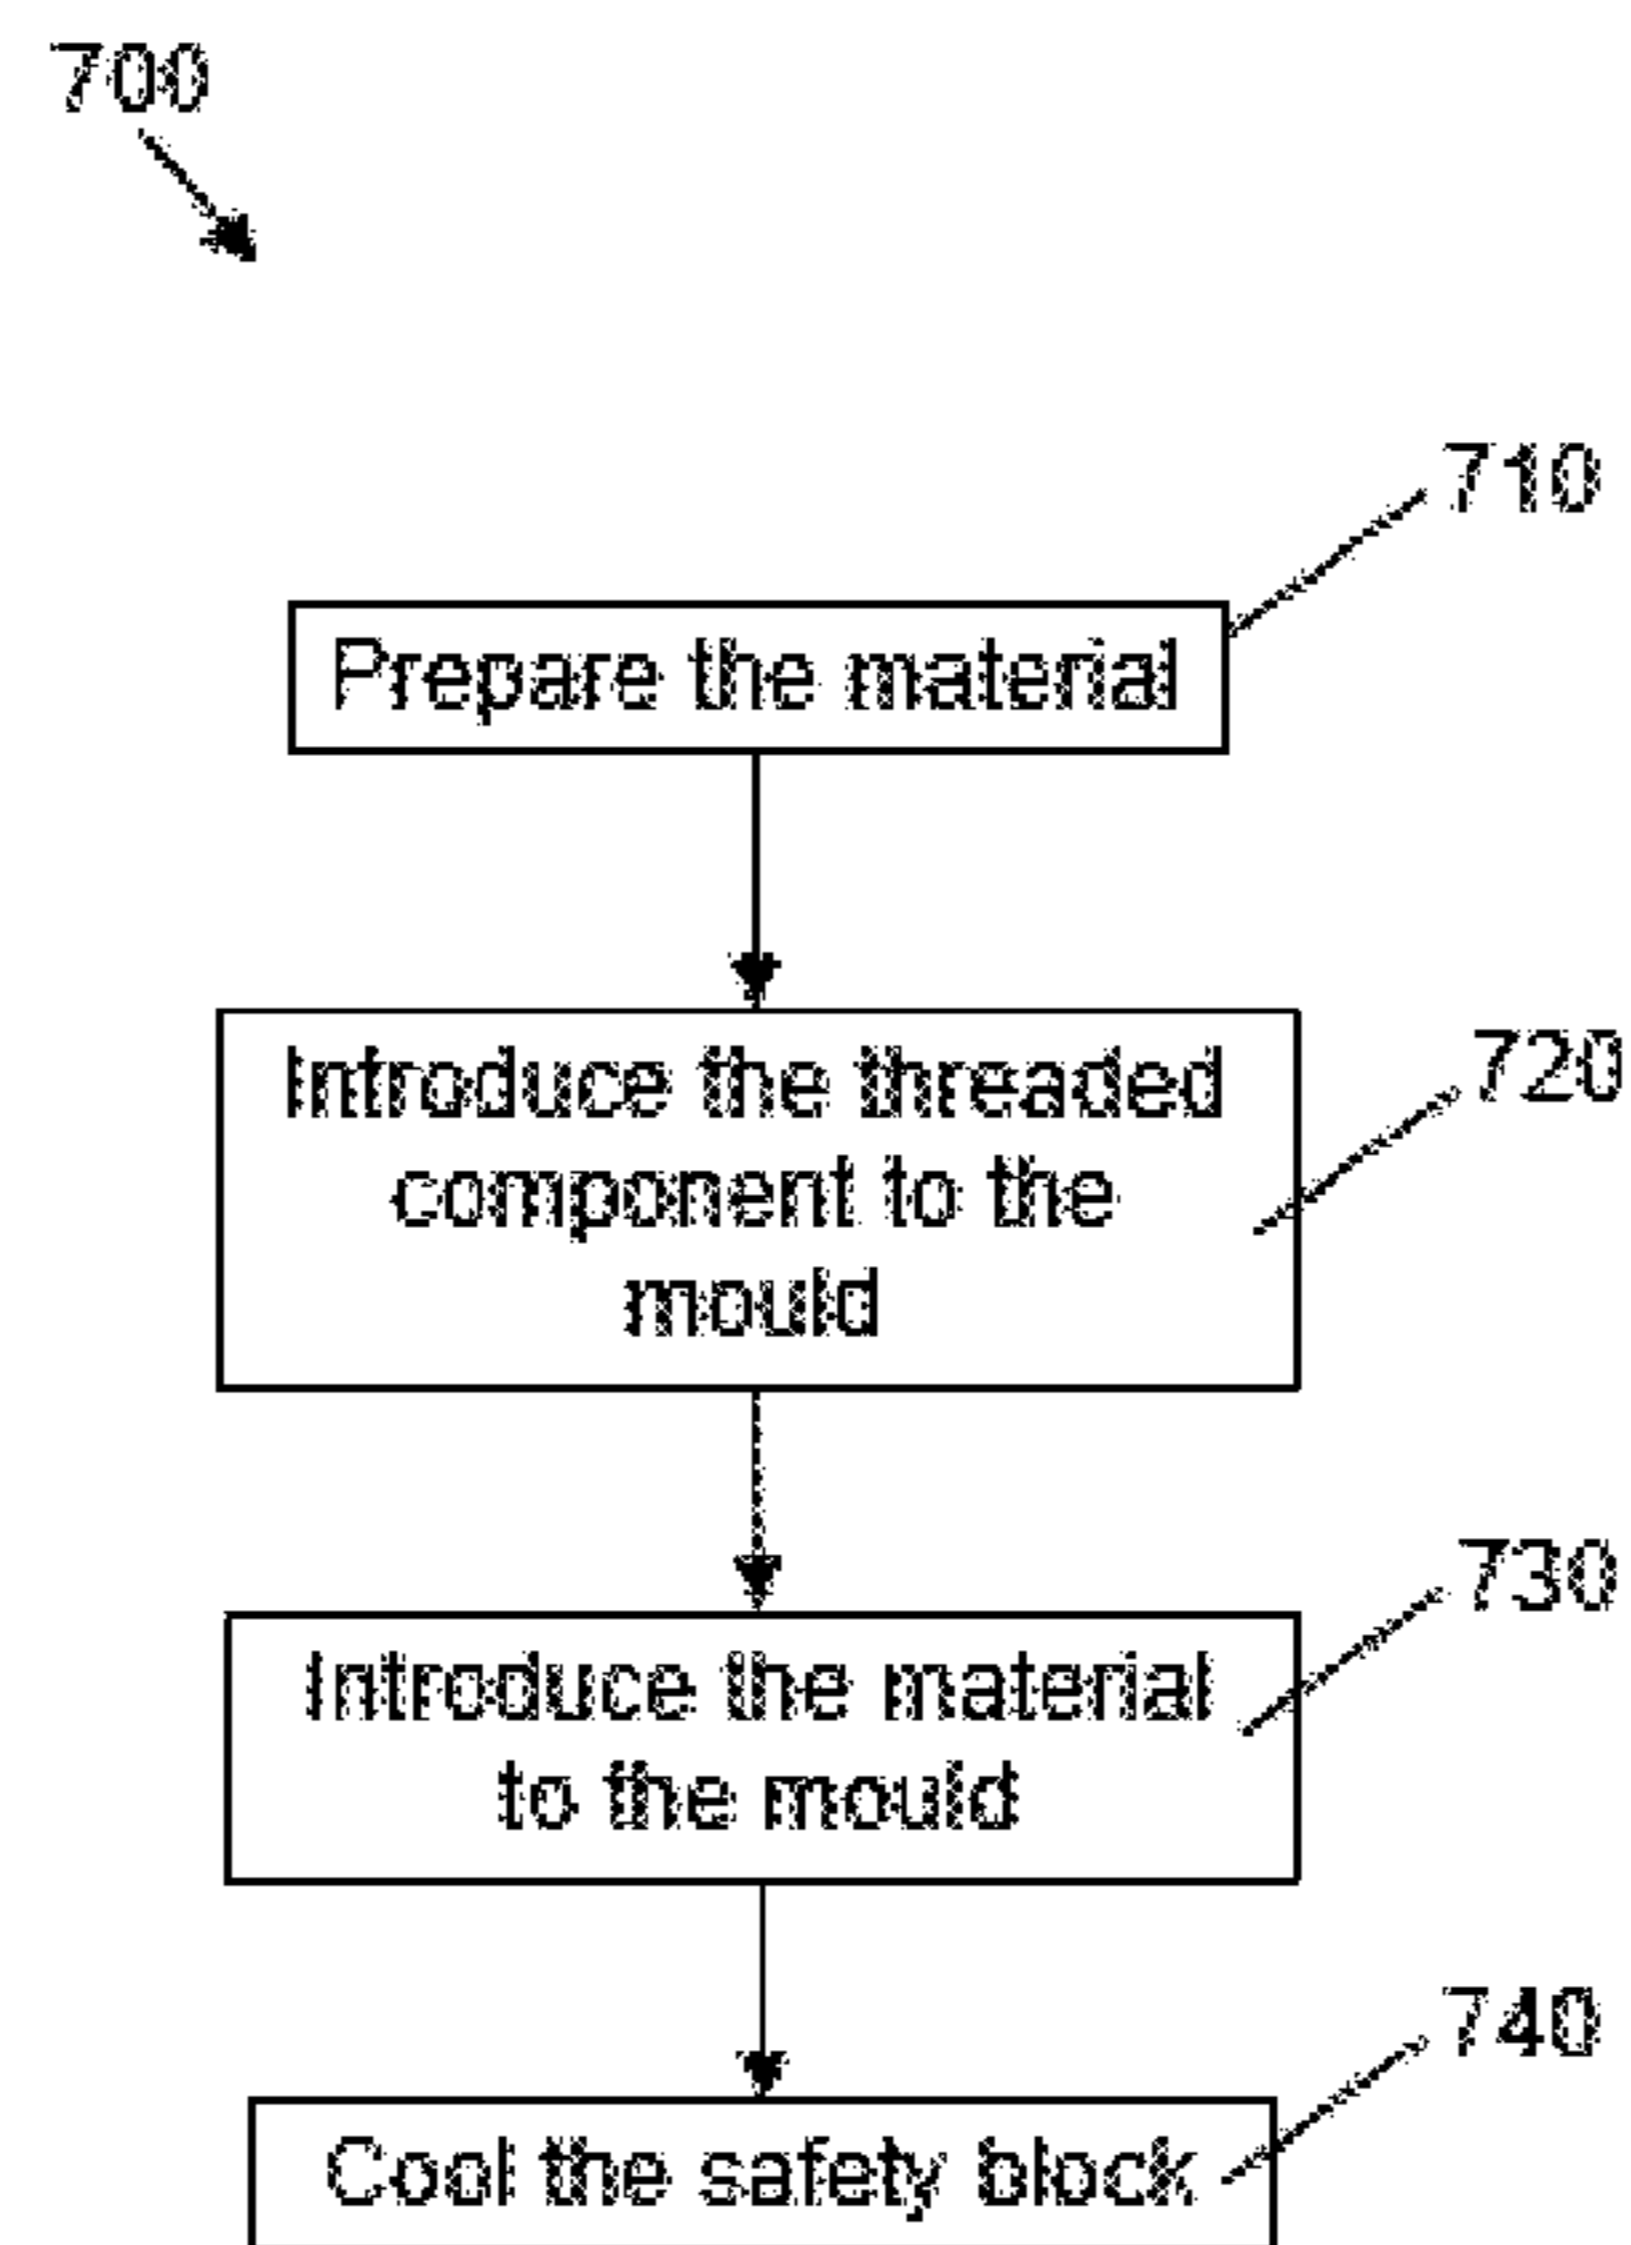 700
710
Prepare the material
720
Introduce the threaded
component to the
mould
730
Introduce the material
to the mould
740
Cool the safety block